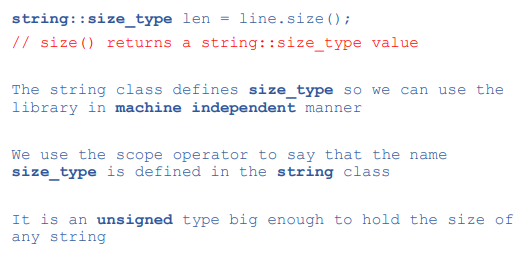 string::size_type len = line.size();
// size() returns a string::size_type value
The string class defines size_type so we can use the
library in machine independent manner
We use the scope operator to say that the name
size_type is defined in the string class
It is an unsigned type big enough to hold the size of
any string